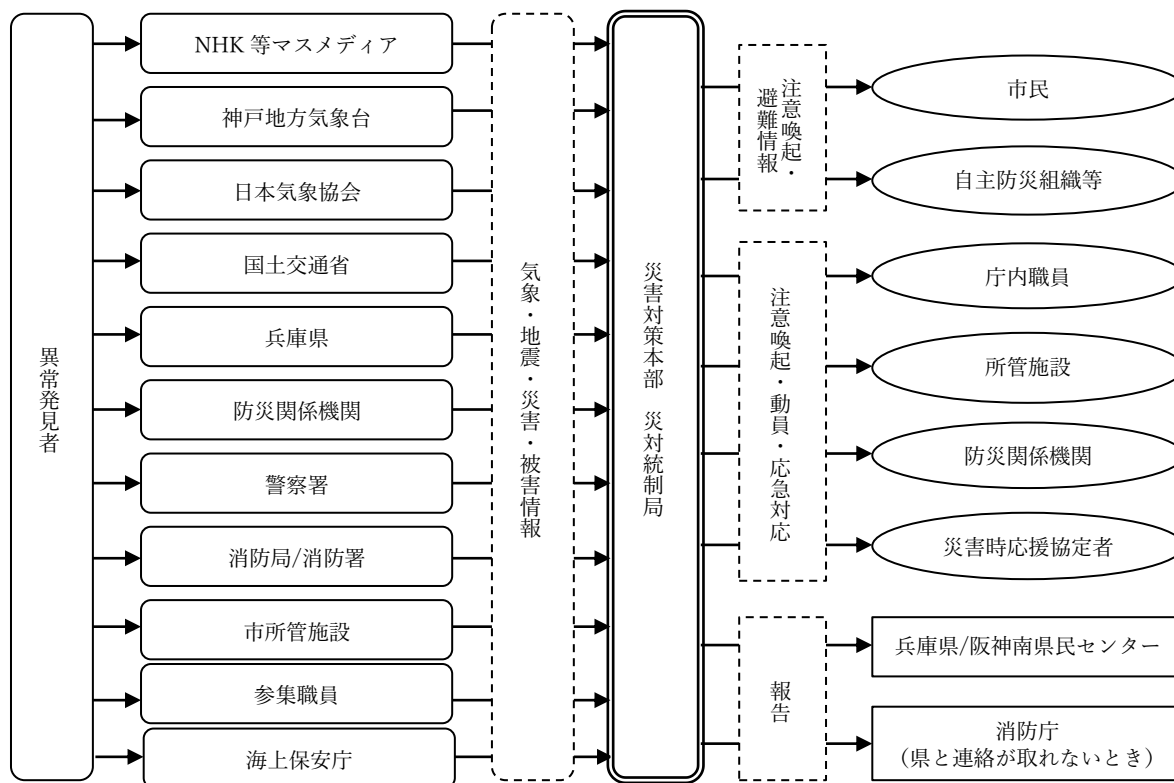 異常発見者
NHK 等マスメディア
神戸地方気象台
日本気象協会
国土交通省
兵庫県
防災関係機関
警察署
消防局/消防署
市所管施設
参集職員
海上保安庁
気象・地震・災害・被害情報
災害対策本部　災対統制局
注意喚起・
避難情報
市民
自主防災組織等
注意喚起・動員・応急対応
庁内職員
所管施設
防災関係機関
災害時応援協定者
報告
兵庫県/阪神南県民センター
消防庁
（県と連絡が取れないとき）